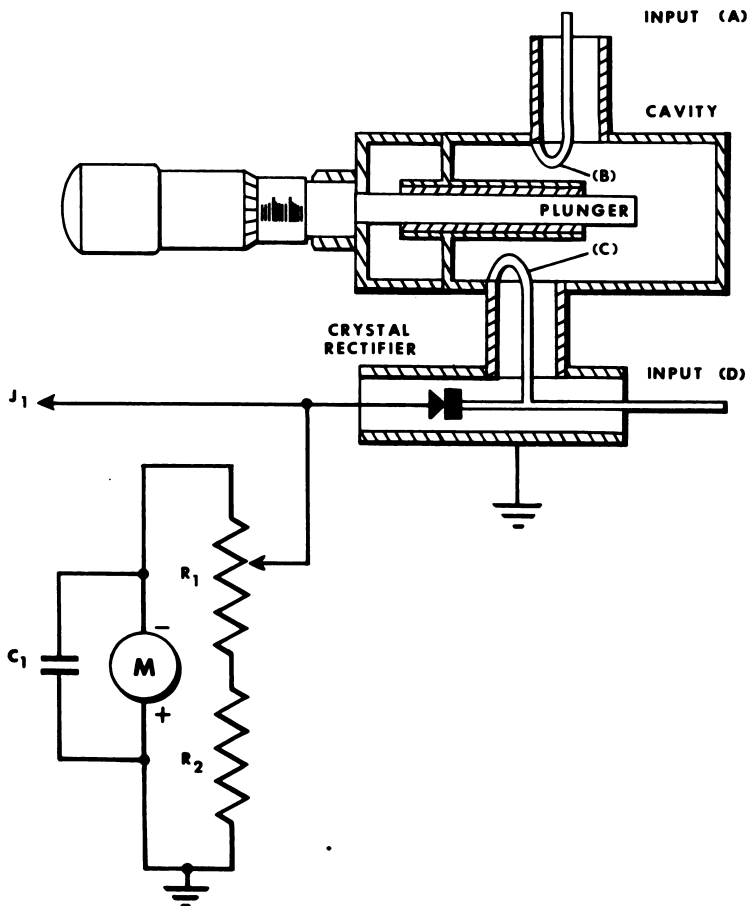 INPUT (A)
CAVITY
(B)
PLUNGER
(C)
CRYSTAL
RECTIFIER
INPUT (D)
J1
R1
C1
−
M
+
R2